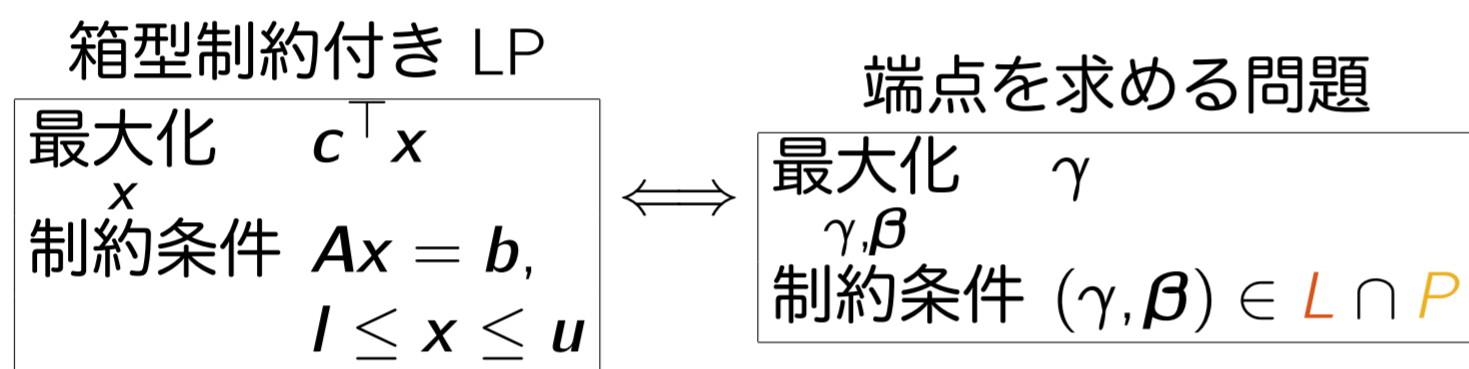 箱型制約付き LP
最大化 c⊤x
x
制約条件 Ax = b,
l ≤ x ≤ u
⟺
端点を求める問題
最大化 γ
γ,β
制約条件 (γ, β) ∈ L ∩ P